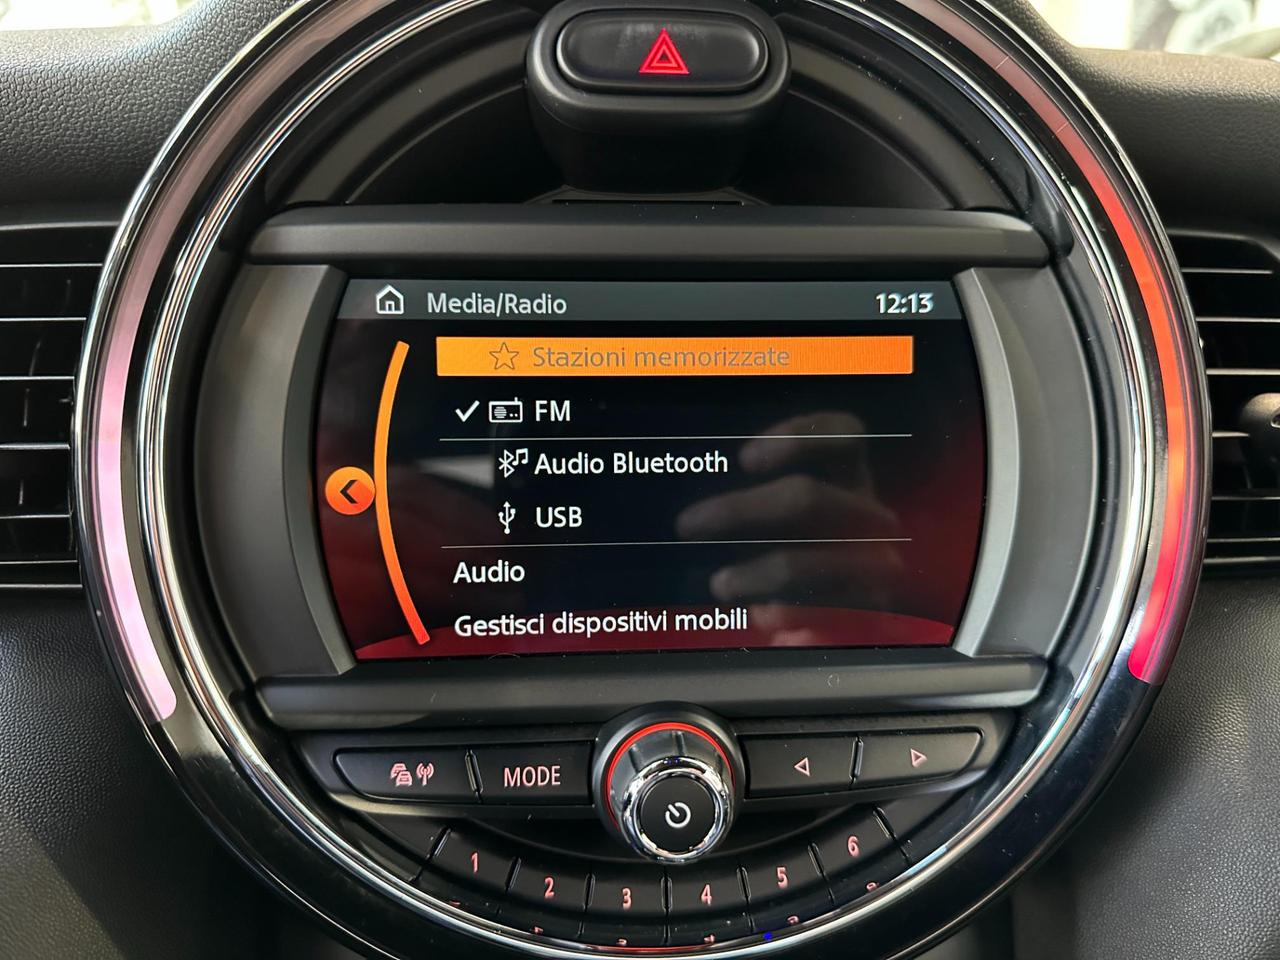 Media/Radio 12:13
Stazioni memorizzate
FM
Audio Bluetooth
USB
Audio
Gestisci dispositivi mobili
MODE
1 2 3 4 5 6